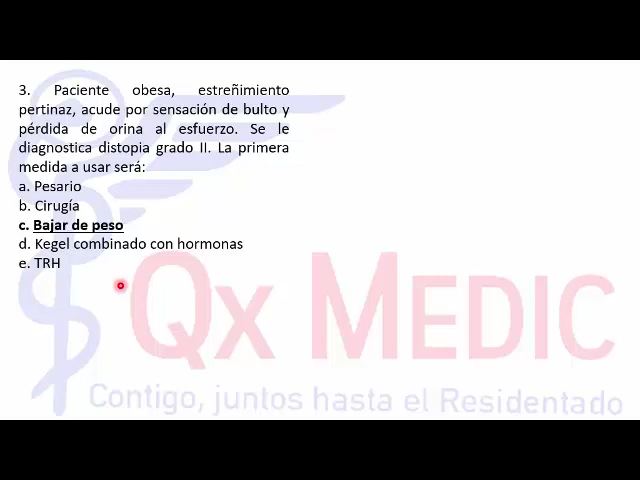 3. Paciente obesa, estreñimiento
pertinaz, acude por sensación de bulto y
pérdida de orina al esfuerzo. Se le
diagnostica distopia grado II. La primera
medida a usar será:
a. Pesario
b. Cirugía
c. Bajar de peso
d. Kegel combinado con hormonas
e. TRH
Qx MEDIC
Contigo, juntos hasta el Residentado